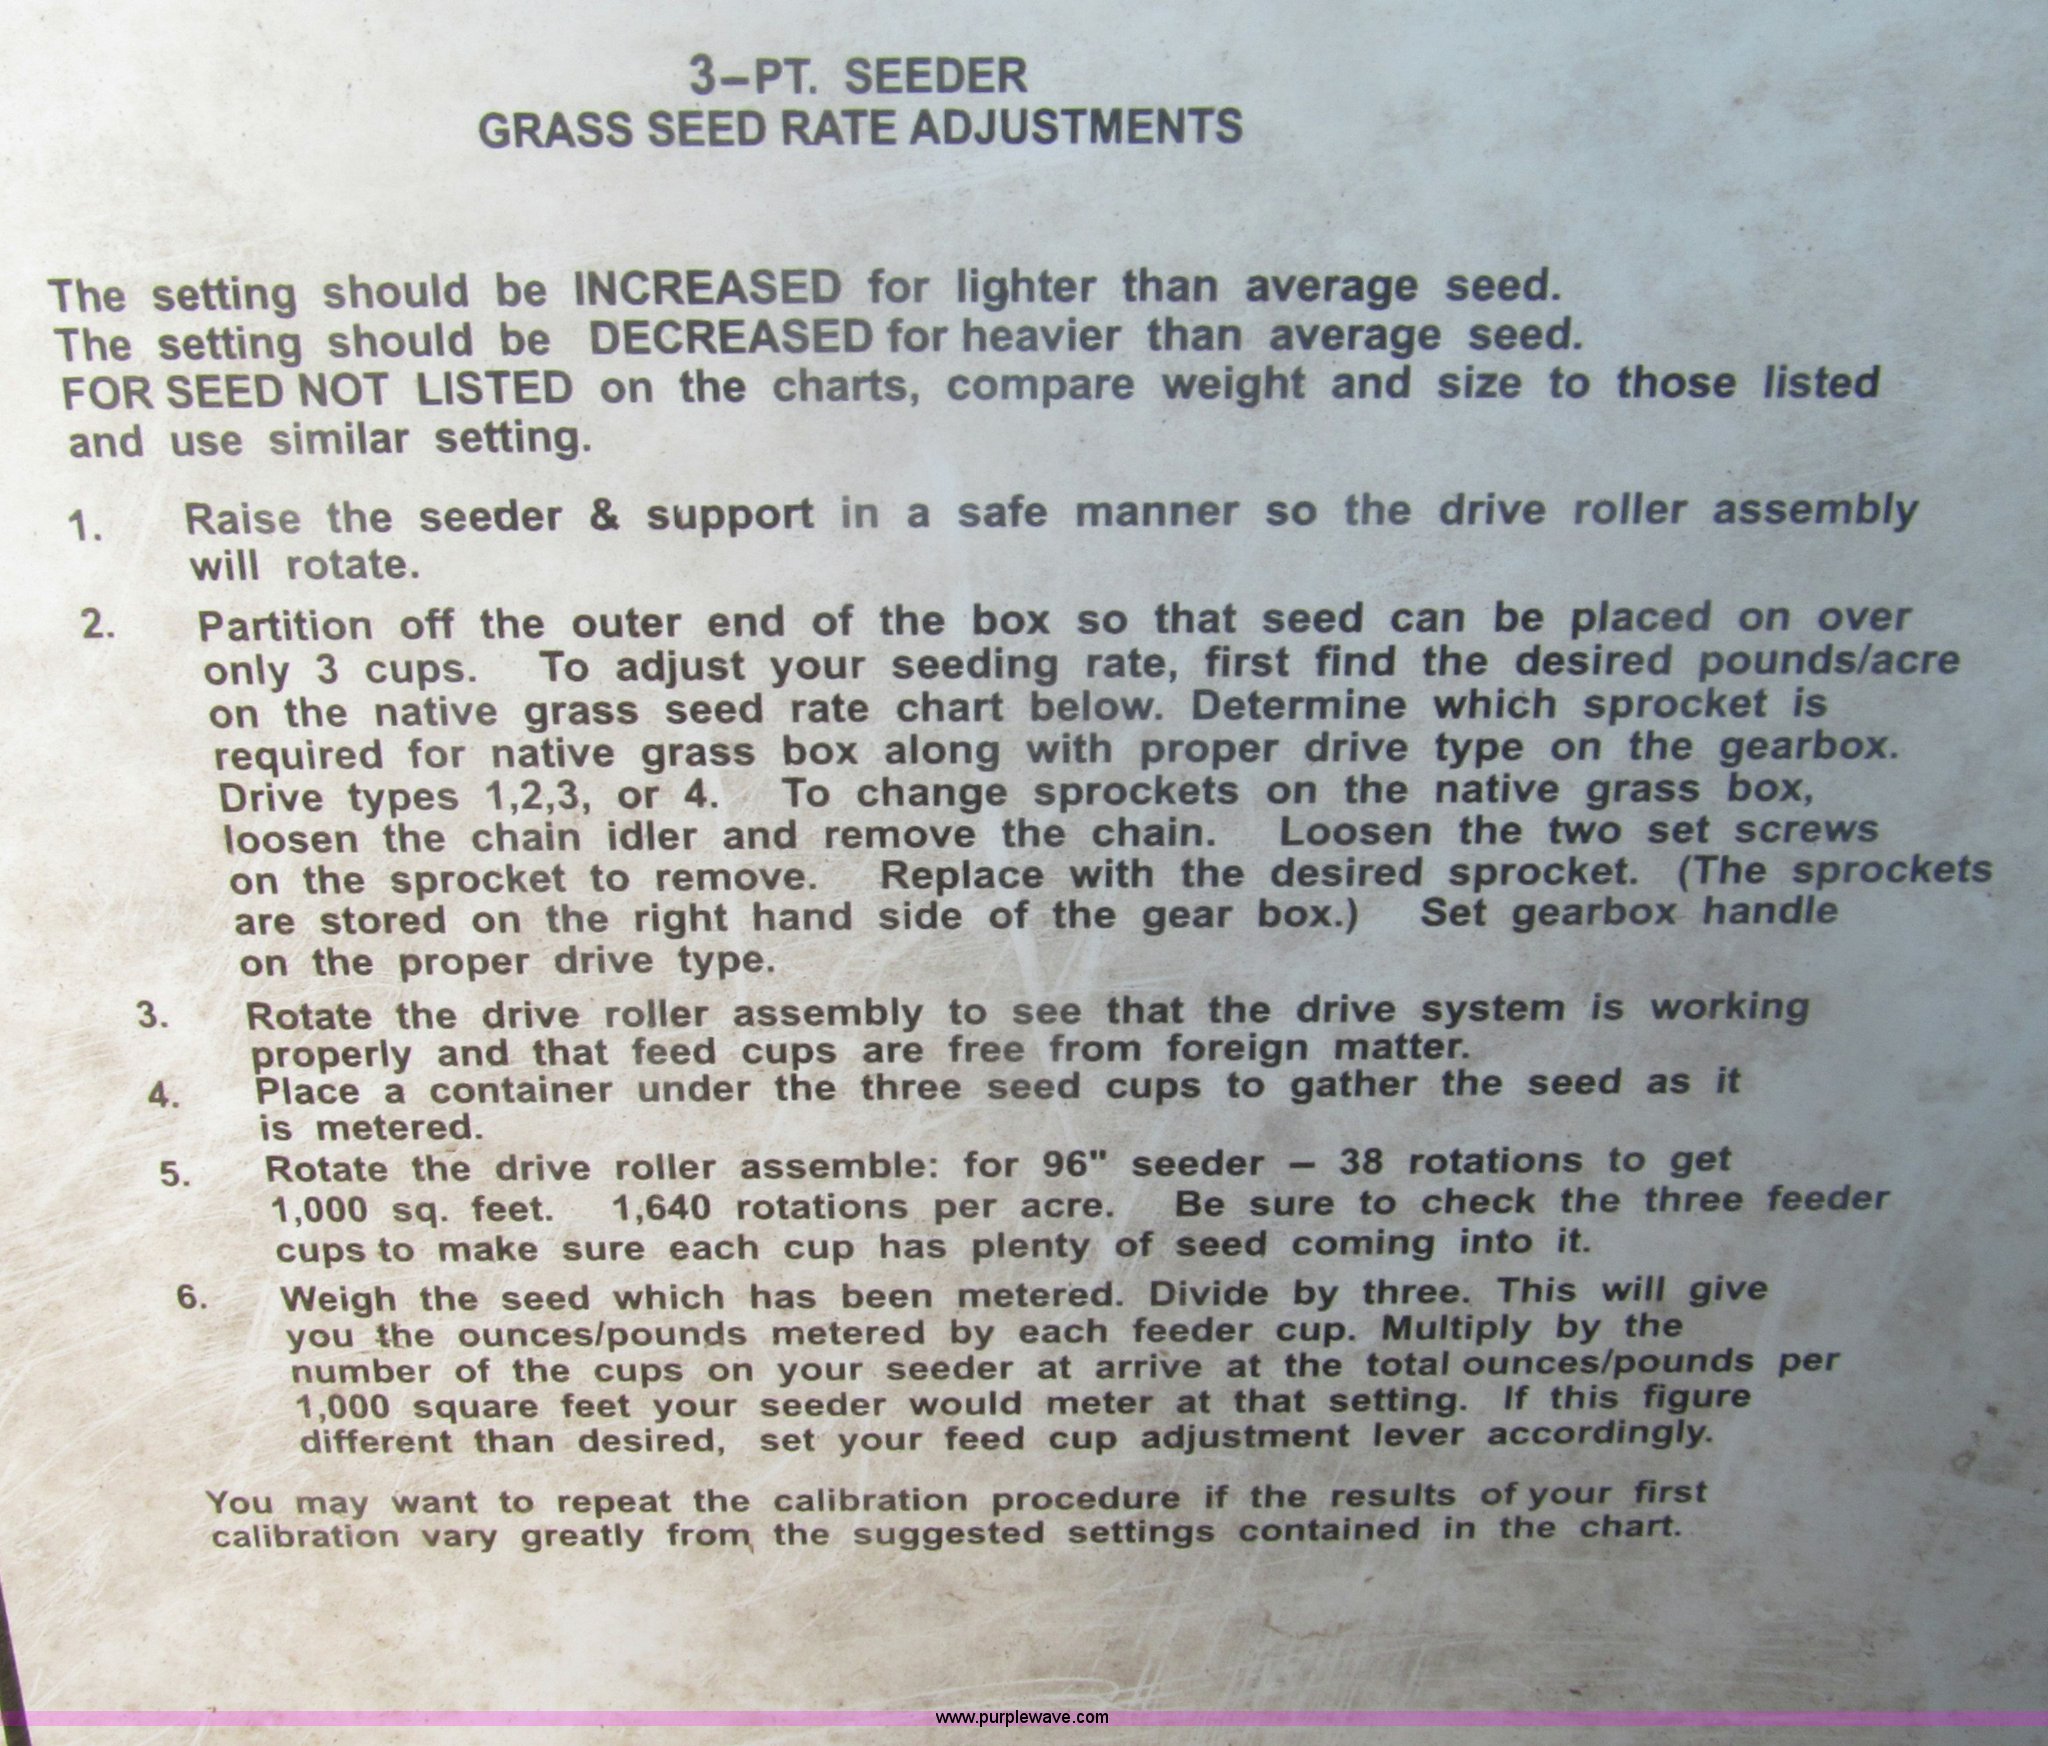 3-PT. SEEDER
GRASS SEED RATE ADJUSTMENTS
The setting should be INCREASED for lighter than average seed.
The setting should be DECREASED for heavier than average seed.
FOR SEED NOT LISTED on the charts, compare weight and size to those listed
and use similar setting.
1. Raise the seeder & support in a safe manner so the drive roller assembly
will rotate.
2. Partition off the outer end of the box so that seed can be placed on over
only 3 cups. To adjust your seeding rate, first find the desired pounds/acre
on the native grass seed rate chart below. Determine which sprocket is
required for native grass box along with proper drive type on the gearbox.
Drive types 1,2,3, or 4. To change sprockets on the native grass box,
loosen the chain idler and remove the chain. Loosen the two set screws
on the sprocket to remove. Replace with the desired sprocket. (The sprockets
are stored on the right hand side of the gear box.) Set gearbox handle
on the proper drive type.
3. Rotate the drive roller assembly to see that the drive system is working
properly and that feed cups are free from foreign matter.
4. Place a container under the three seed cups to gather the seed as it
is metered.
5. Rotate the drive roller assemble: for 96" seeder – 38 rotations to get
1,000 sq. feet. 1,640 rotations per acre. Be sure to check the three feeder
cups to make sure each cup has plenty of seed coming into it.
6. Weigh the seed which has been metered. Divide by three. This will give
you the ounces/pounds metered by each feeder cup. Multiply by the
number of the cups on your seeder at arrive at the total ounces/pounds per
1,000 square feet your seeder would meter at that setting. If this figure
different than desired, set your feed cup adjustment lever accordingly.
You may want to repeat the calibration procedure if the results of your first
calibration vary greatly from the suggested settings contained in the chart.
www.purplewave.com